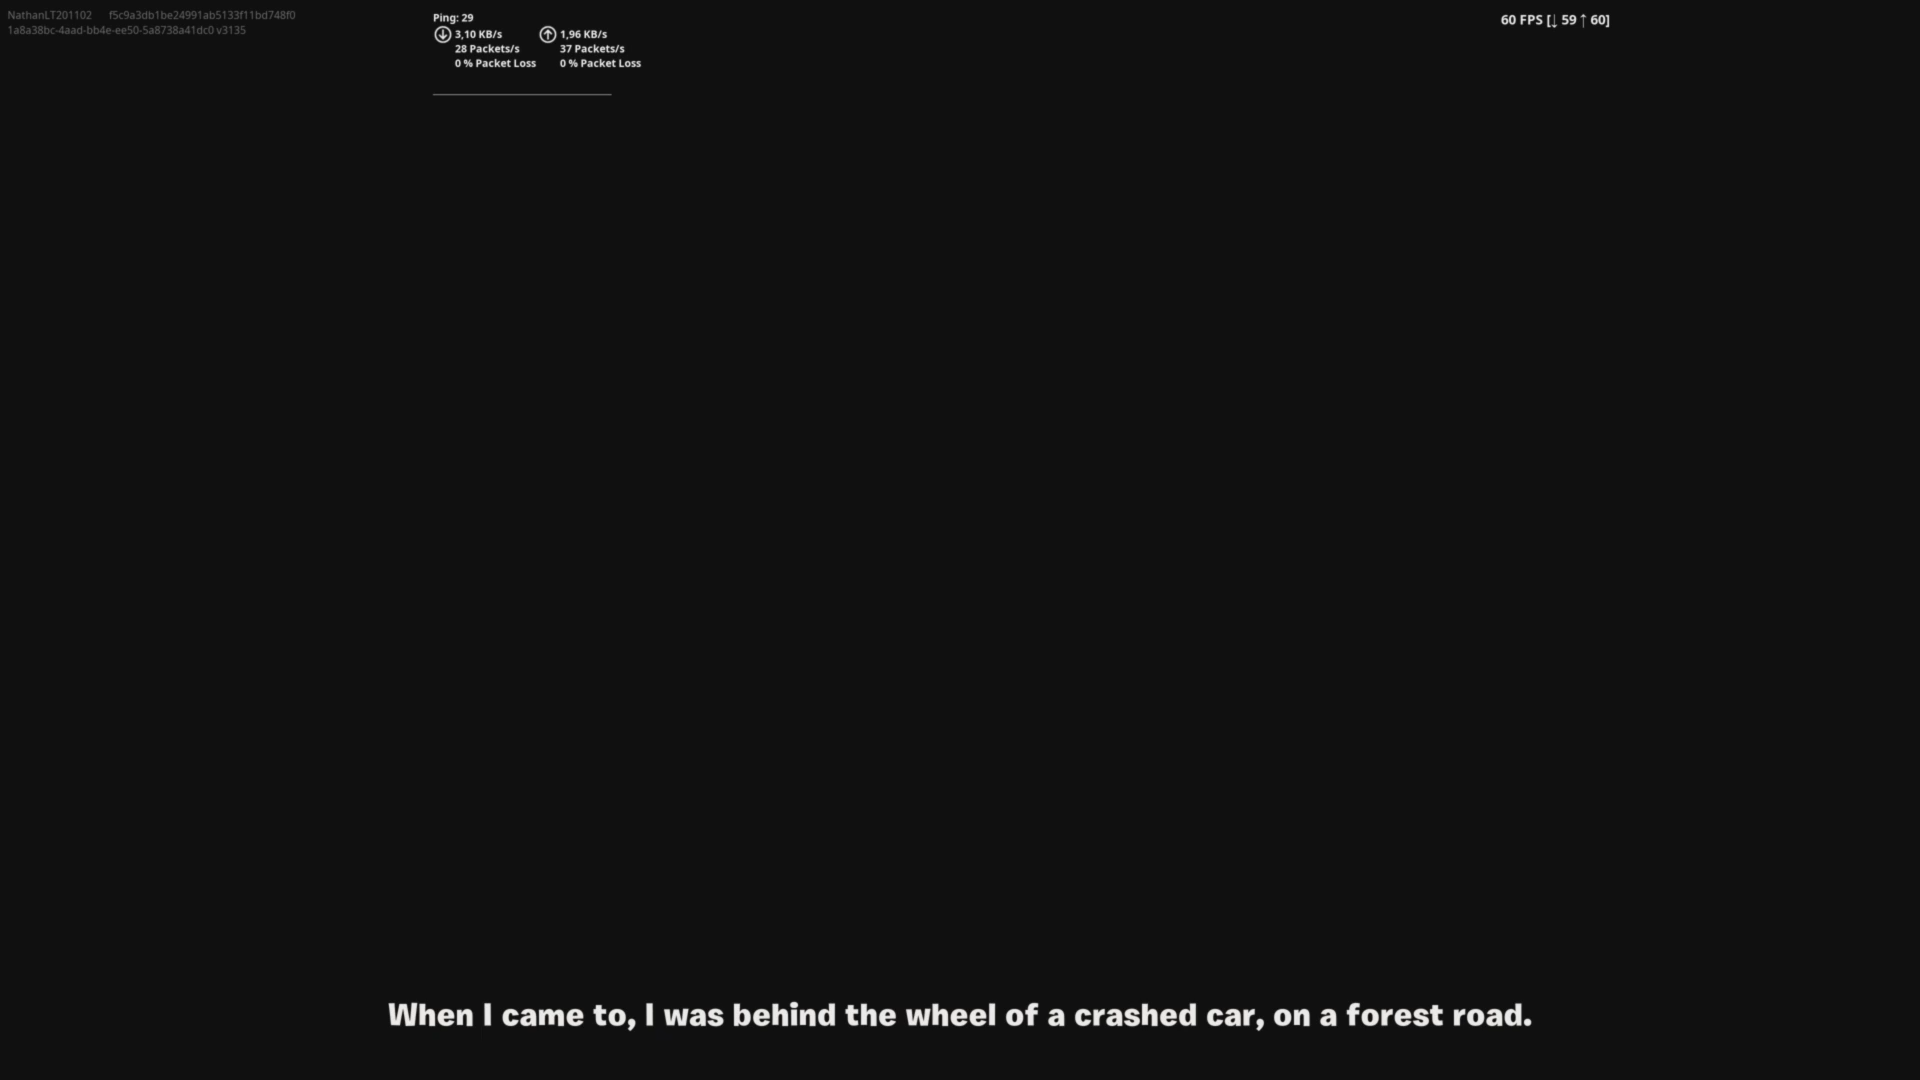 NathanLT201102 f5c9a3db1be24991ab5133f11bd748f0
1a8a38bc-4aad-bb4e-ee50-5a8738a41dc0 v3135
Ping: 29
3,10 KB/s 1,96 KB/s
28 Packets/s 37 Packets/s
0 % Packet Loss 0 % Packet Loss
60 FPS [↓ 59 ↑ 60]
When I came to, I was behind the wheel of a crashed car, on a forest road.